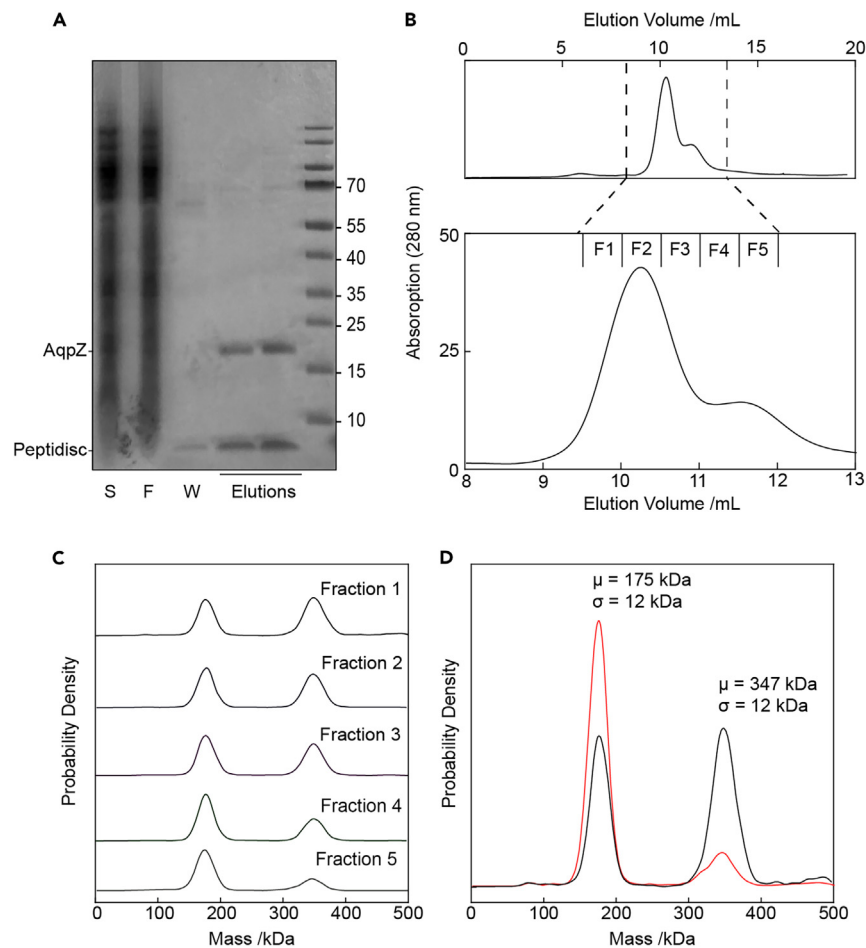 A
70
55
40
35
25
AqpZ
15
10
Peptidisc
S F W Elutions
B
Elution Volume /mL
0 5 10 15 20
50
F1 F2 F3 F4 F5
Absoroption (280 nm)
25
0
8 9 10 11 12 13
Elution Volume /mL
C
Fraction 1
Fraction 2
Fraction 3
Fraction 4
Fraction 5
Probability Density
0 100 200 300 400 500
Mass /kDa
D
μ = 175 kDa
σ = 12 kDa
μ = 347 kDa
σ = 12 kDa
Probability Density
0 100 200 300 400 500
Mass /kDa